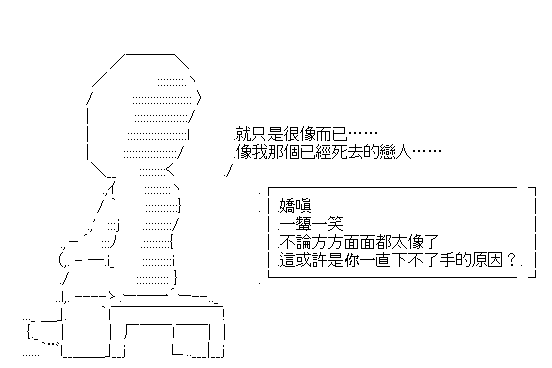 就只是很像而已……
像我那個已經死去的戀人……
嬌嗔
一顰一笑
不論方方面面都太像了
這或許是你一直下不了手的原因？